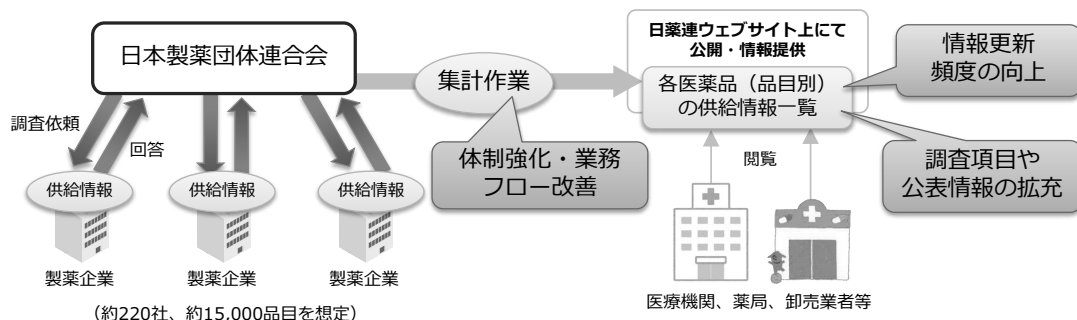 日本製薬団体連合会
調査依頼
回答
供給情報
供給情報
供給情報
製薬企業
製薬企業
製薬企業
（約220社、約15,000品目を想定）
集計作業
体制強化・業務
フロー改善
日薬連ウェブサイト上にて
公開・情報提供
各医薬品（品目別）
の供給情報一覧
情報更新
頻度の向上
調査項目や
公表情報の拡充
閲覧
医療機関、薬局、卸売業者等